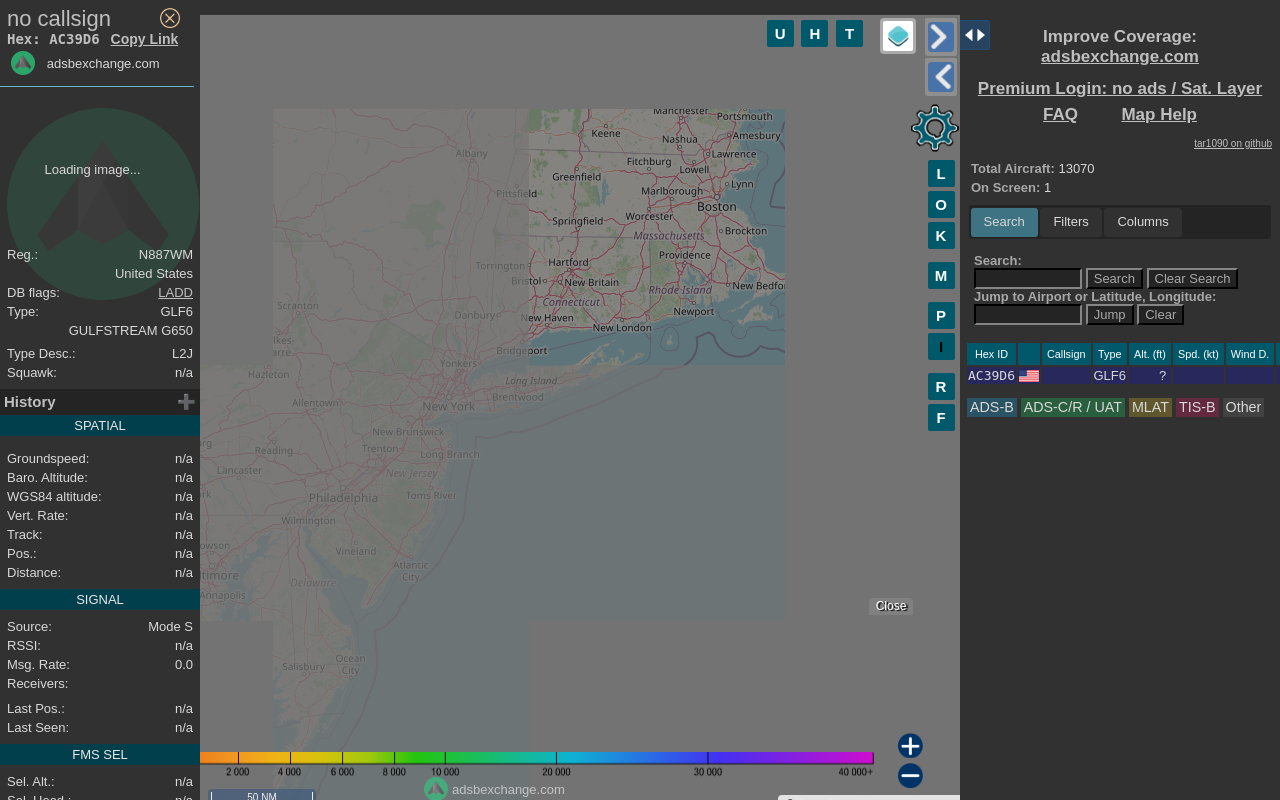 no callsign
Hex: AC39D6 Copy Link
adsbexchange.com
Loading image...
Reg.: N887WM
United States
DB flags: LADD
Type: GLF6
GULFSTREAM G650
Type Desc.: L2J
Squawk: n/a
History
SPATIAL
Groundspeed: n/a
Baro. Altitude: n/a
WGS84 altitude: n/a
Vert. Rate: n/a
Track: n/a
Pos.: n/a
Distance: n/a
SIGNAL
Source: Mode S
RSSI: n/a
Msg. Rate: 0.0
Receivers:
Last Pos.: n/a
Last Seen: n/a
FMS SEL
Sel. Alt.: n/a
Sel. Head.: n/a
U H T
L
O
K
M
P
I
R
F
Manchester
Portsmouth
Keene
Nashua
Amesbury
Albany
Fitchburg
Lawrence
Greenfield
Lowell
Pittsfield
Marlborough
Lynn
Worcester
Boston
Springfield
Massachusetts
Brockton
Torrington
Hartford
Providence
Bristol
New Britain
New Bedfor
Connecticut
Rhode Island
Scranton
Danbury
New Haven
New London
Newport
lkes-
arre
Bridgeport
Hazleton
Yonkers
Long Island
Allentown
New York
Brentwood
New Brunswick
Reading
Trenton
Long Branch
Lancaster
New Jersey
rk
Philadelphia
Toms River
Wilmington
owson
Vineland
ltimore
Atlantic
City
Annapolis
Delaware
Salisbury
Ocean
City
Close
2 000 4 000 6 000 8 000 10 000 20 000 30 000 40 000+
adsbexchange.com
50 NM
Improve Coverage:
adsbexchange.com
Premium Login: no ads / Sat. Layer
FAQ Map Help
tar1090 on github
Total Aircraft: 13070
On Screen: 1
Search Filters Columns
Search:
Search Clear Search
Jump to Airport or Latitude, Longitude:
Jump Clear
Hex ID Callsign Type Alt. (ft) Spd. (kt) Wind D.
AC39D6 GLF6 ?
ADS-B ADS-C/R / UAT MLAT TIS-B Other